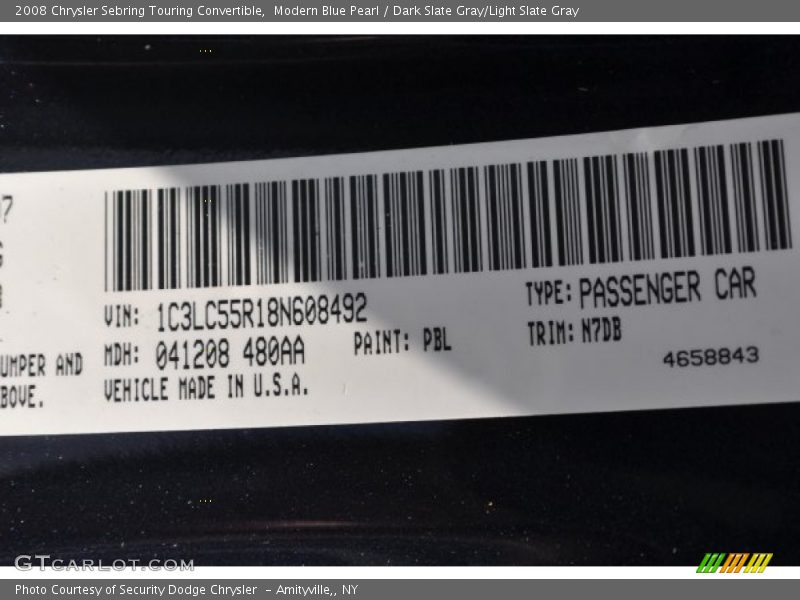 2008 Chrysler Sebring Touring Convertible,  Modern Blue Pearl / Dark Slate Gray/Light Slate Gray
VIN: 1C3LC55R18N608492
TYPE: PASSENGER CAR
MDH: 041208 480AA
PAINT: PBL
TRIM: N7DB
UMPER AND
VEHICLE MADE IN U.S.A.
4658843
BOVE.
GTCARLOT.COM
Photo Courtesy of Security Dodge Chrysler  - Amityville,, NY